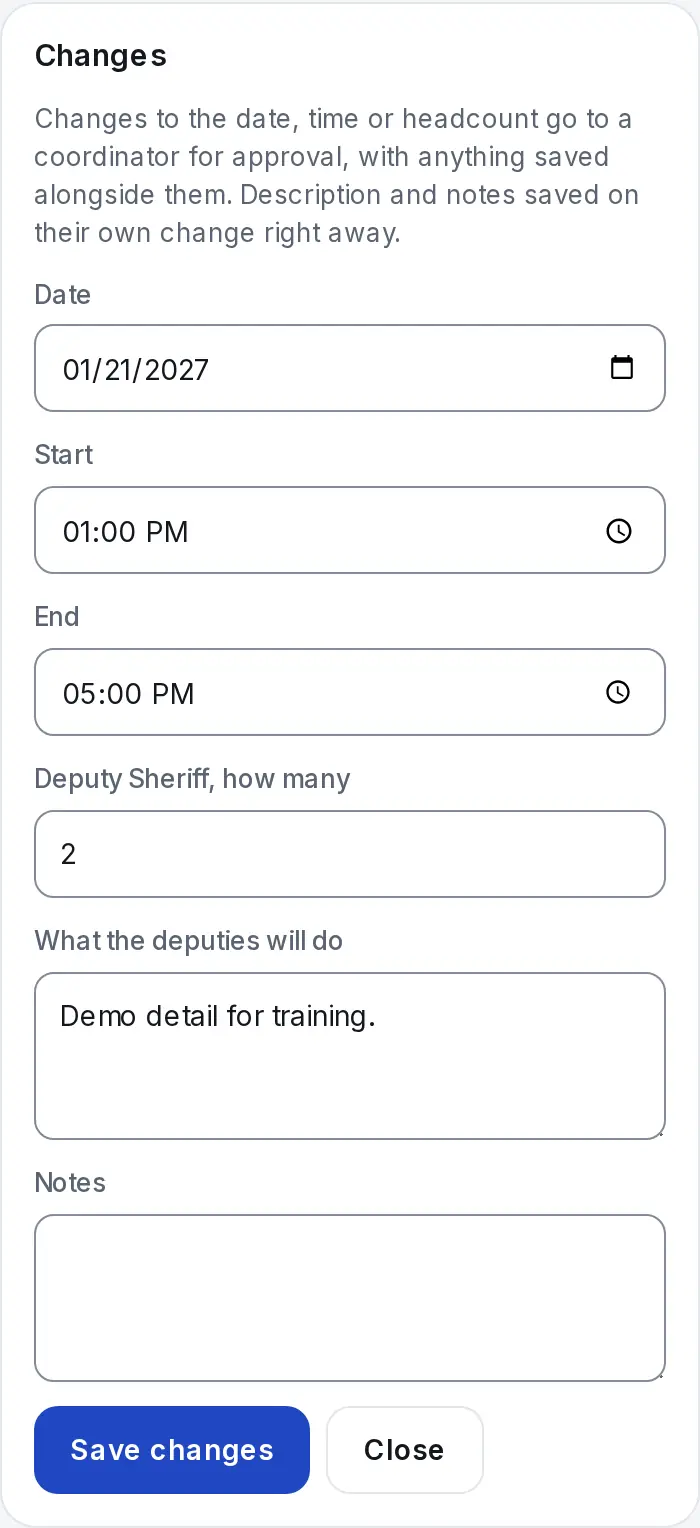 Changes
Changes to the date, time or headcount go to a
coordinator for approval, with anything saved
alongside them. Description and notes saved on
their own change right away.
Date
01/21/2027
Start
01:00 PM
End
05:00 PM
Deputy Sheriff, how many
2
What the deputies will do
Demo detail for training.
Notes
Save changes
Close